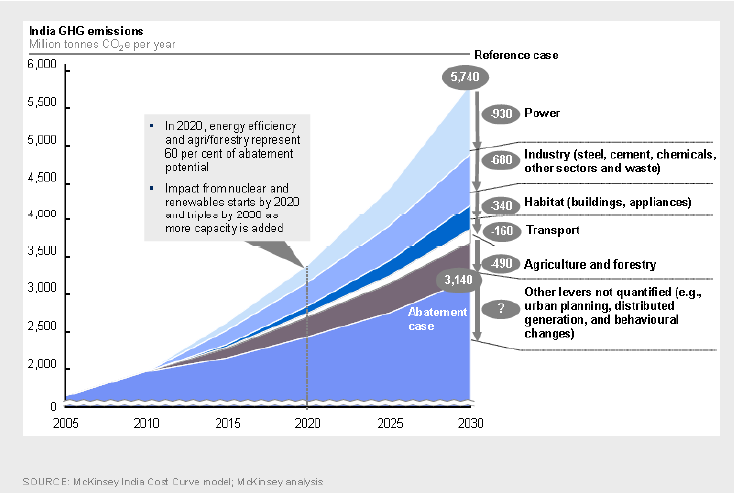 India GHG emissions
Million tonnes CO2e per year
Reference case
6,000
5,500
5,000
4,500
4,000
3,500
3,000
2,500
2,000
0
2005
2010
2015
2020
2025
2030
▪ In 2020, energy efficiency
and agri/forestry represent
60 per cent of abatement
potential
▪ Impact from nuclear and
renewables starts by 2020
and triples by 2030 as
more capacity is added
5,740
-930
Power
Industry (steel, cement, chemicals,
other sectors and waste)
-340
Habitat (buildings, appliances)
-160
Transport
-490
Agriculture and forestry
3,140
Abatement
case
?
Other levers not quantified (e.g.,
urban planning, distributed
generation, and behavioural
changes)
SOURCE: McKinsey India Cost Curve model; McKinsey analysis